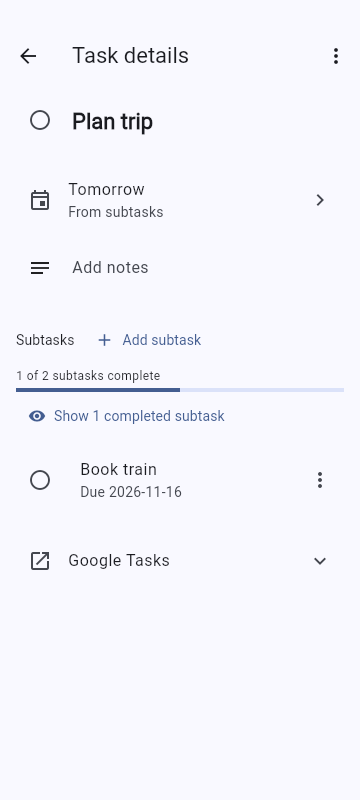 Task details
Plan trip
Tomorrow
From subtasks
Add notes
Subtasks
Add subtask
1 of 2 subtasks complete
Show 1 completed subtask
Book train
Due 2026-11-16
Google Tasks